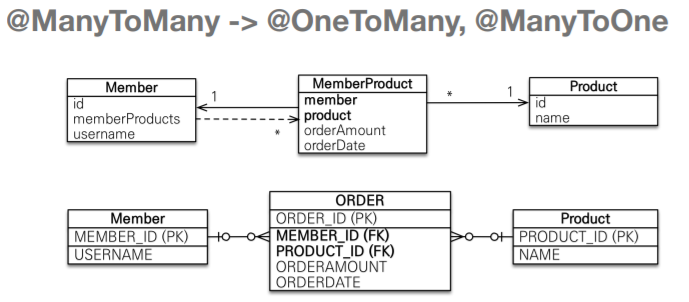 @ManyToMany -> @OneToMany, @ManyToOne
Member
id
memberProducts
username
1
*
MemberProduct
member
product
orderAmount
orderDate
*
1
Product
id
name
Member
MEMBER_ID (PK)
USERNAME
ORDER
ORDER_ID (PK)
MEMBER_ID (FK)
PRODUCT_ID (FK)
ORDERAMOUNT
ORDERDATE
Product
PRODUCT_ID (PK)
NAME